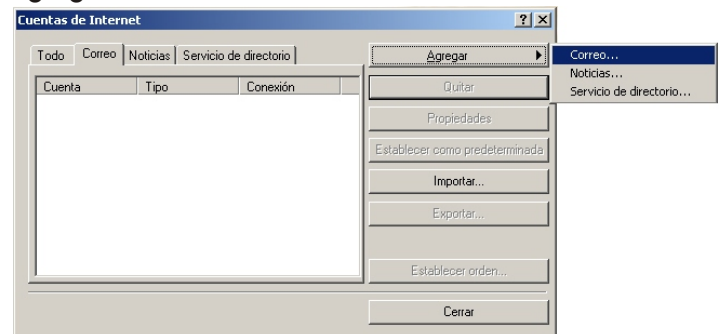 Cuentas de Internet
Todo Correo Noticias Servicio de directorio
Cuenta Tipo Conexión
Agregar
Correo...
Noticias...
Servicio de directorio...
Quitar
Propiedades
Establecer como predeterminada
Importar...
Exportar...
Establecer orden...
Cerrar